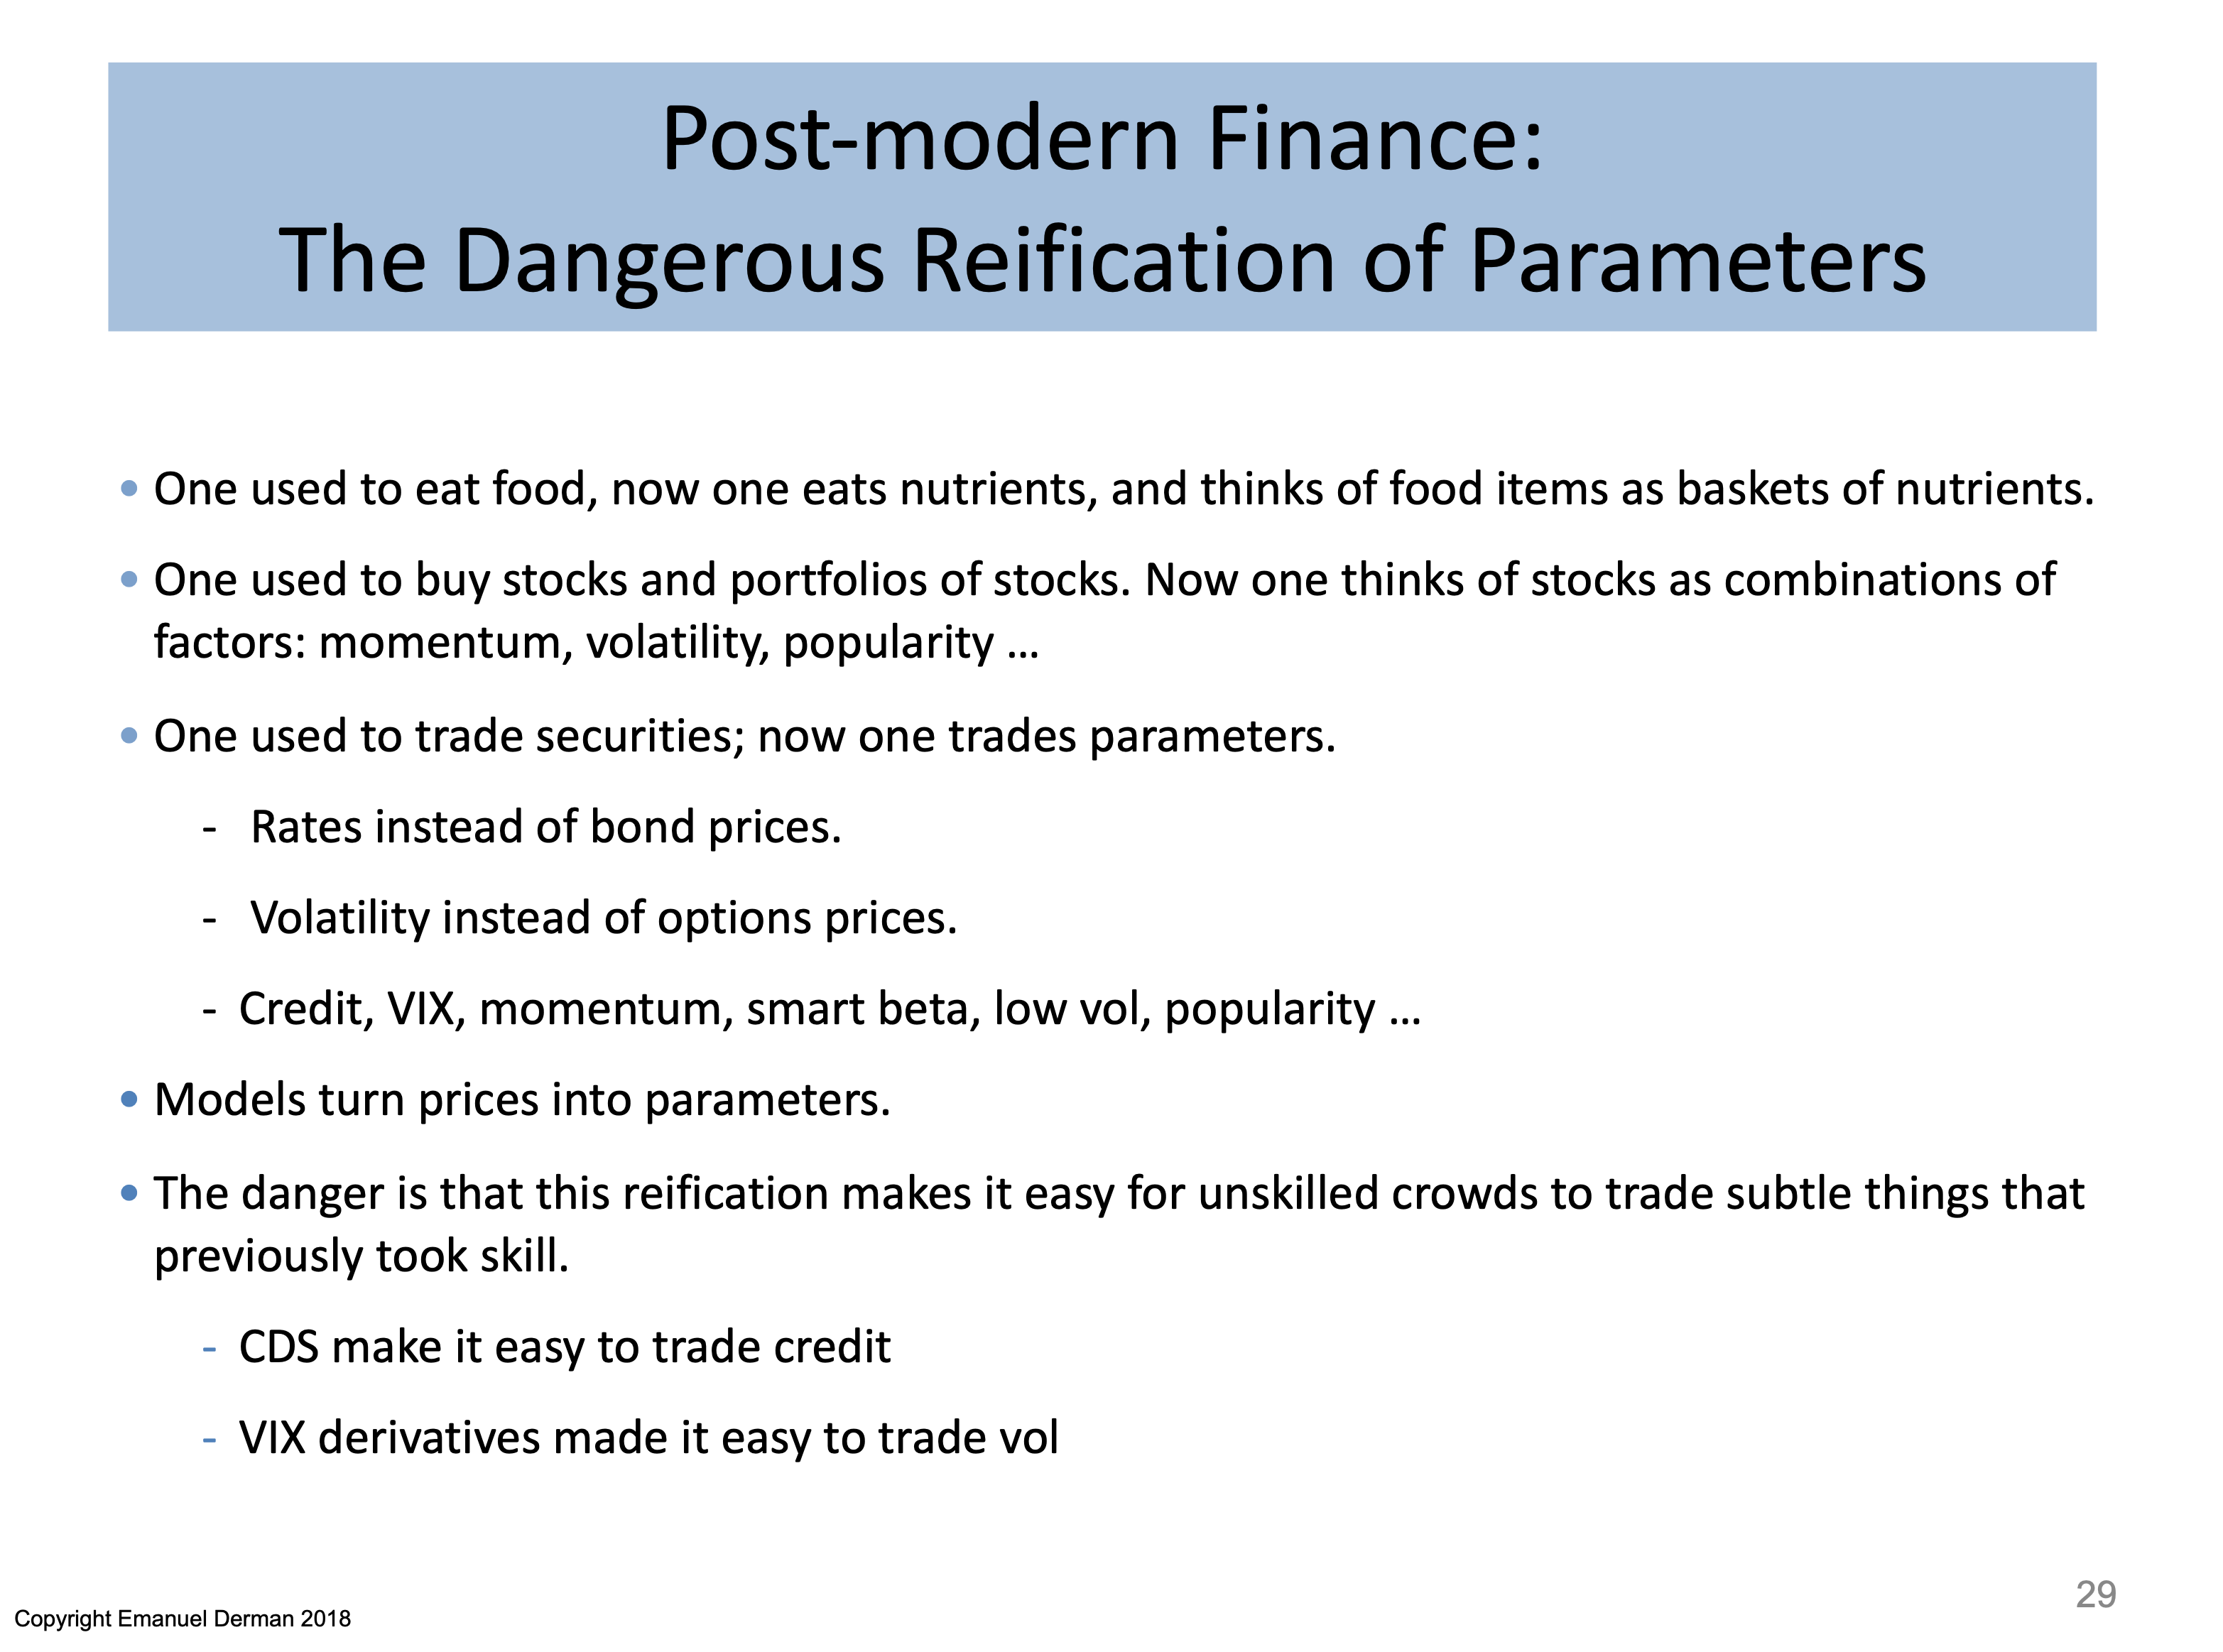 Post-modern Finance:
The Dangerous Reification of Parameters
• One used to eat food, now one eats nutrients, and thinks of food items as baskets of nutrients.
• One used to buy stocks and portfolios of stocks. Now one thinks of stocks as combinations of
factors: momentum, volatility, popularity ...
• One used to trade securities; now one trades parameters.
- Rates instead of bond prices.
- Volatility instead of options prices.
- Credit, VIX, momentum, smart beta, low vol, popularity ...
• Models turn prices into parameters.
• The danger is that this reification makes it easy for unskilled crowds to trade subtle things that
previously took skill.
- CDS make it easy to trade credit
- VIX derivatives made it easy to trade vol
29
Copyright Emanuel Derman 2018